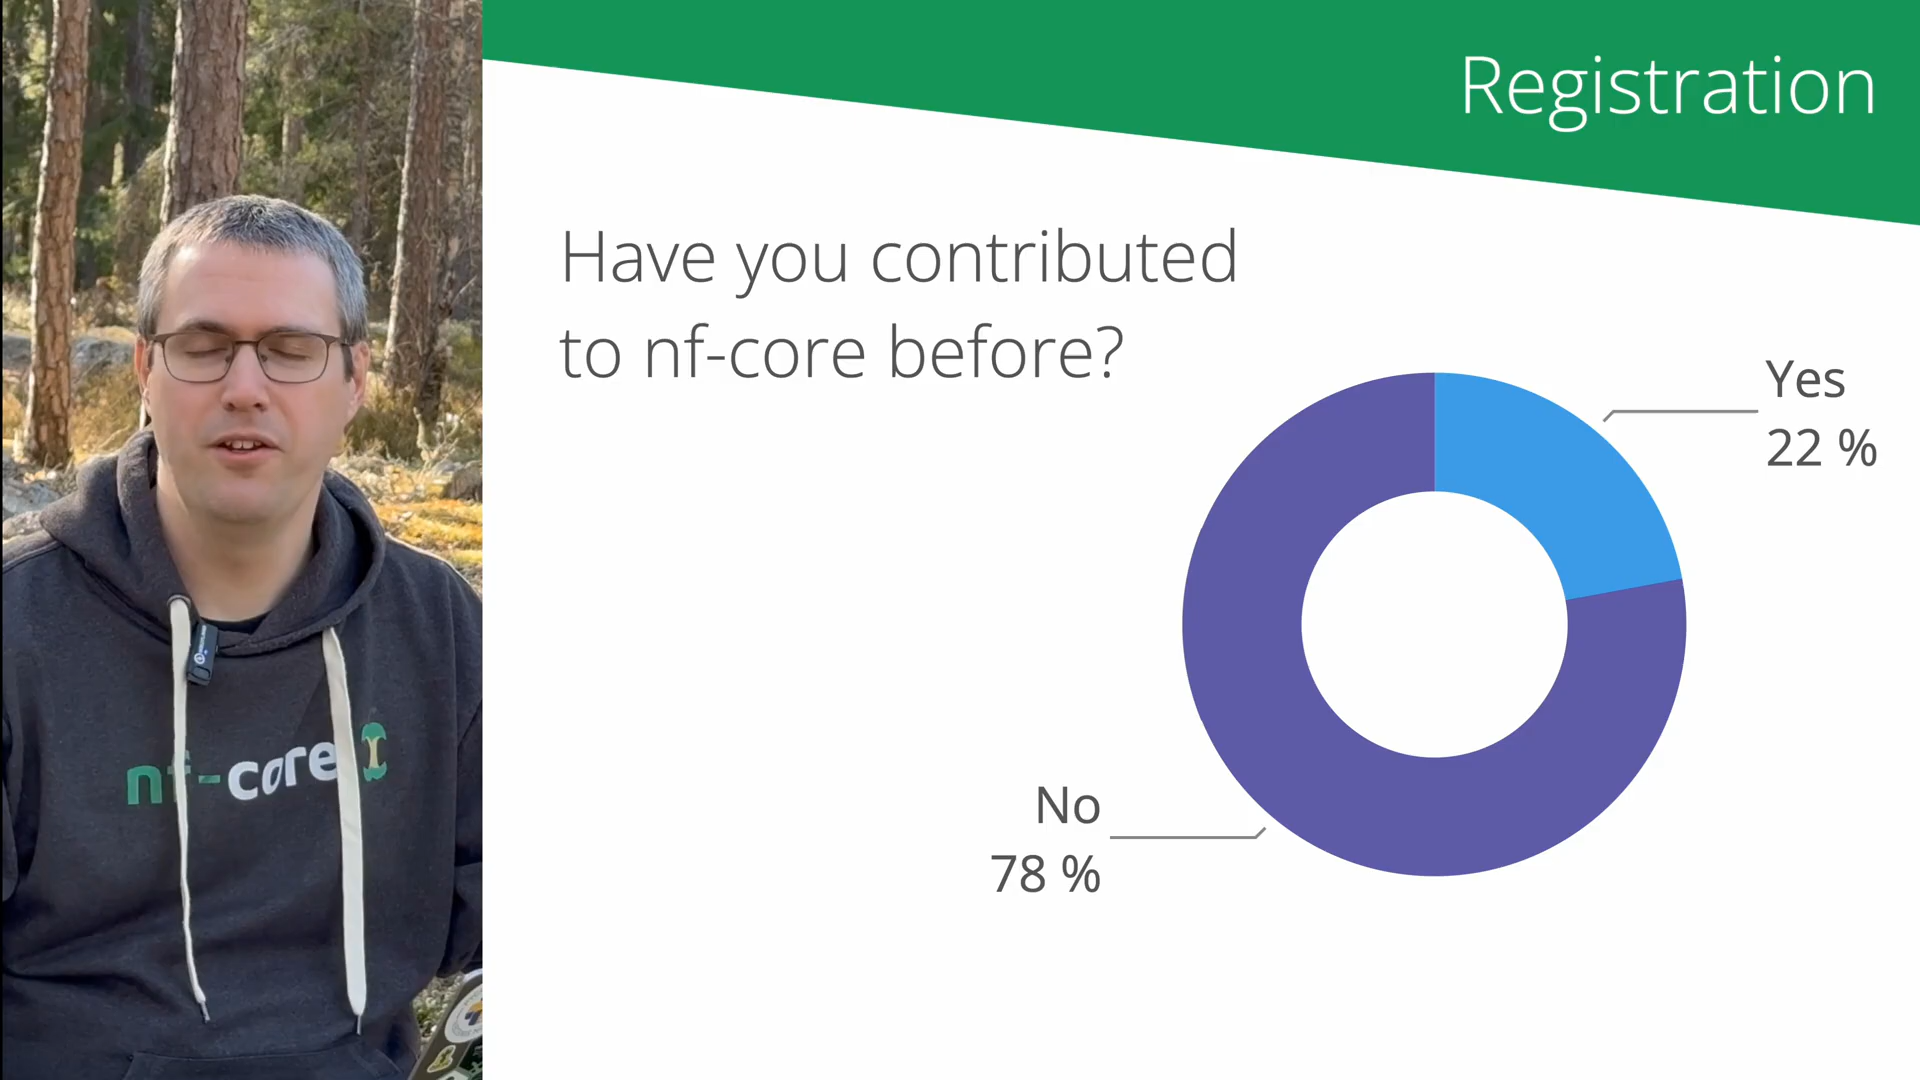 Registration
Have you contributed
to nf-core before?
Yes
22 %
No
78 %
nf-core